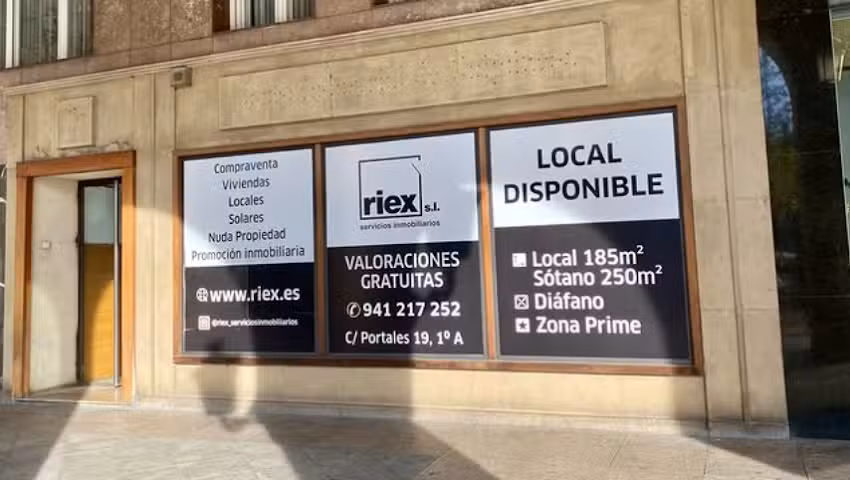 Compraventa
Viviendas
Locales
Solares
Nuda Propiedad
Promoción inmobiliaria
www.riex.es
@riex_serviciosinmobiliarios
riex s.l.
servicios inmobiliarios
VALORACIONES
GRATUITAS
941 217 252
C/ Portales 19, 1º A
LOCAL
DISPONIBLE
Local 185m²
Sótano 250m²
Diáfano
Zona Prime